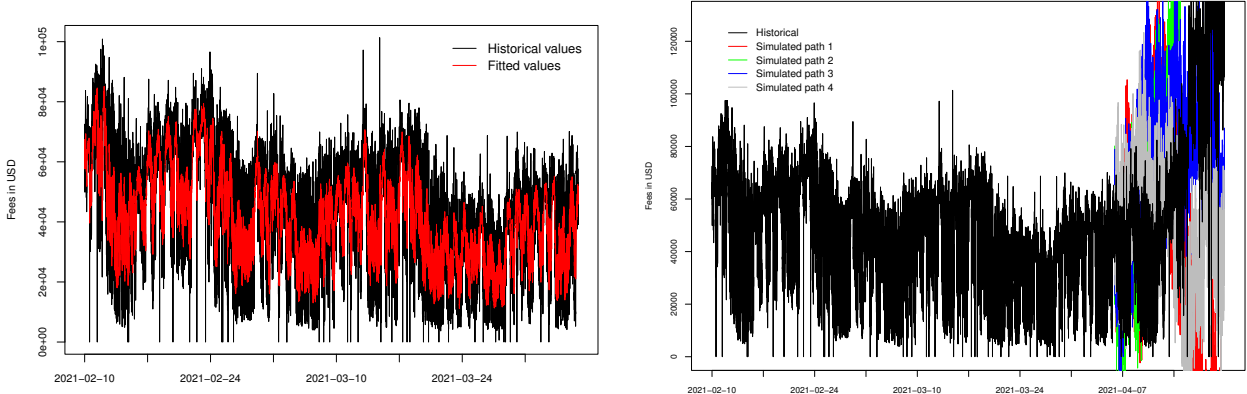 Fees in USD
1e+05
8e+04
6e+04
4e+04
2e+04
0e+00
Historical values
Fitted values
2021−02−10
2021−02−24
2021−03−10
2021−03−24
Fees in USD
120000
100000
80000
60000
40000
20000
0
Historical
Simulated path 1
Simulated path 2
Simulated path 3
Simulated path 4
2021−02−10
2021−02−24
2021−03−10
2021−03−24
2021−04−07